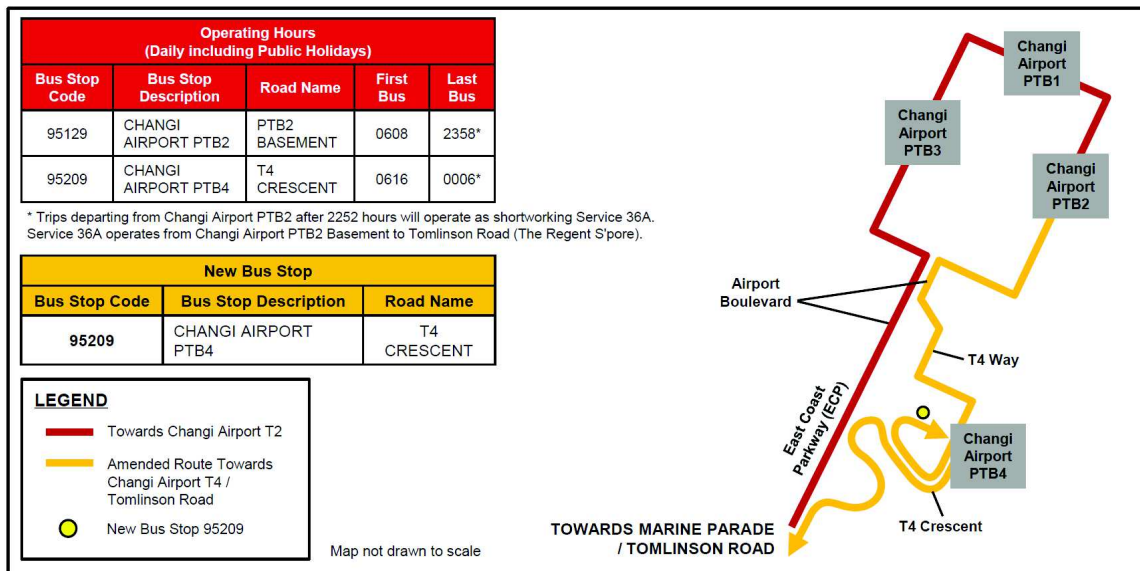 Operating Hours
(Daily including Public Holidays)
Bus Stop Code Bus Stop Description Road Name First Bus Last Bus
95129 CHANGI AIRPORT PTB2 PTB2 BASEMENT 0608 2358*
95209 CHANGI AIRPORT PTB4 T4 CRESCENT 0616 0006*
* Trips departing from Changi Airport PTB2 after 2252 hours will operate as shortworking Service 36A.
Service 36A operates from Changi Airport PTB2 Basement to Tomlinson Road (The Regent S'pore).
New Bus Stop
Bus Stop Code Bus Stop Description Road Name
95209 CHANGI AIRPORT PTB4 T4 CRESCENT
LEGEND
Towards Changi Airport T2
Amended Route Towards
Changi Airport T4 /
Tomlinson Road
New Bus Stop 95209
Map not drawn to scale
Changi
Airport
PTB1
Changi
Airport
PTB3
Changi
Airport
PTB2
Airport
Boulevard
T4 Way
East Coast
Parkway (ECP)
Changi
Airport
PTB4
T4 Crescent
TOWARDS MARINE PARADE
/ TOMLINSON ROAD